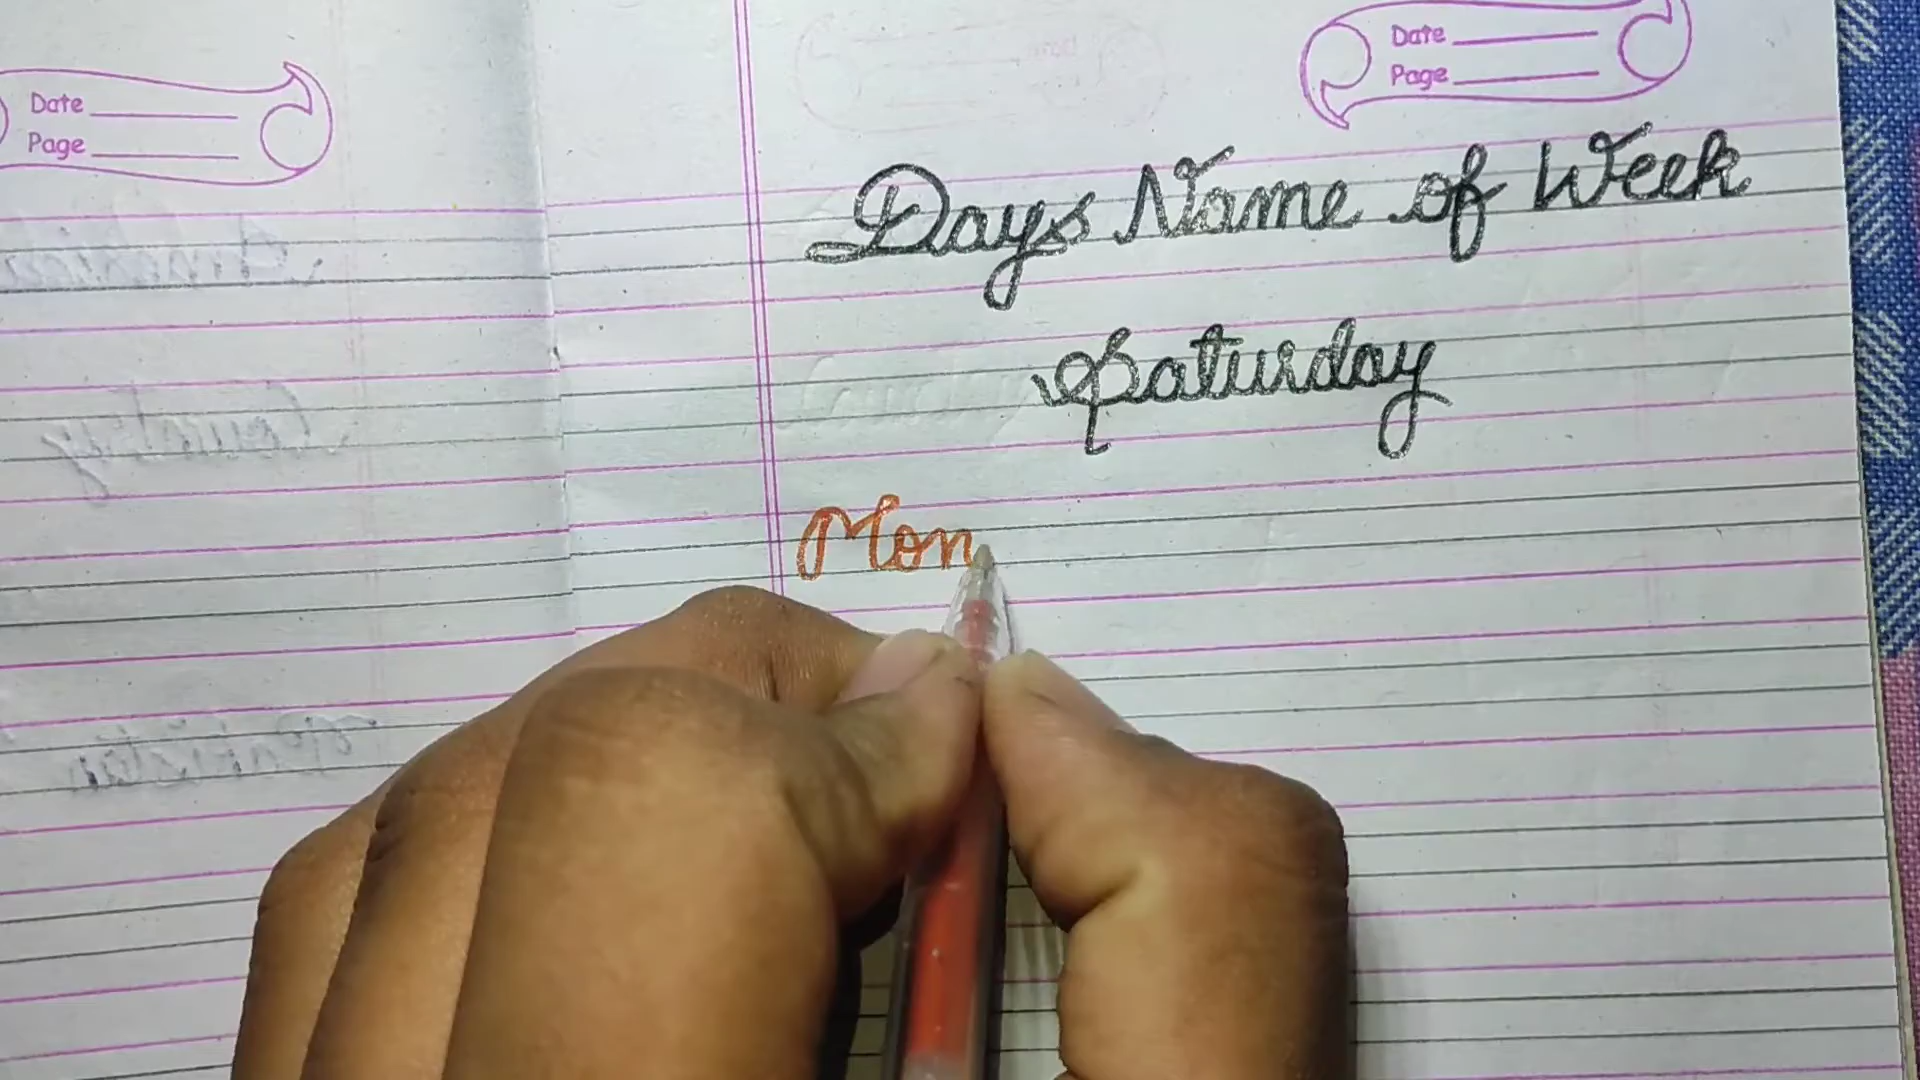 Date
Page
Date
Page
Days Name of Week
Saturday
Mon